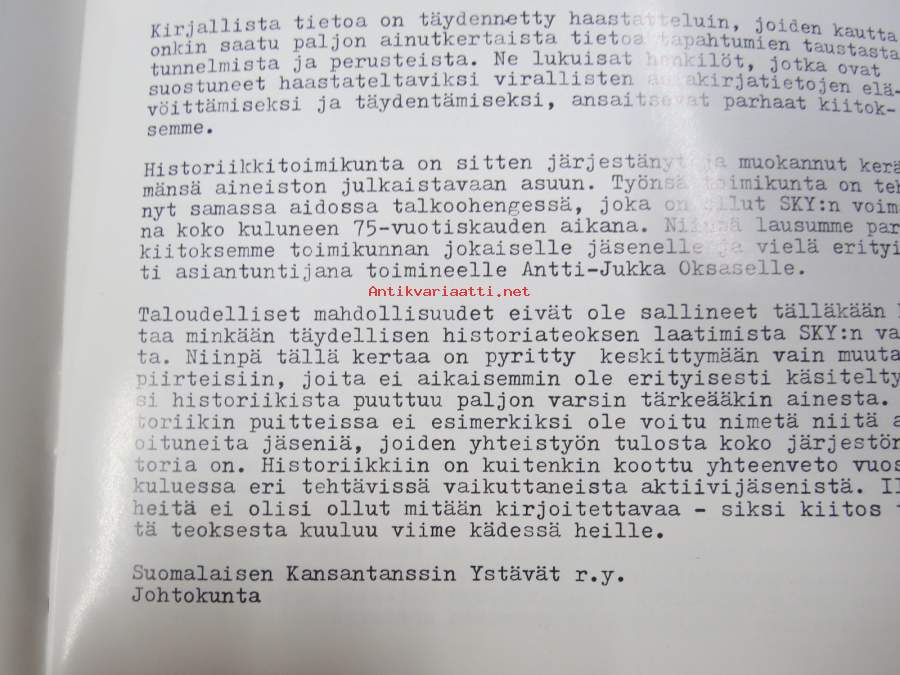 Kirjallista tietoa on täydennetty haastatteluin, joiden kautta
onkin saatu paljon ainutkertaista tietoa tapahtumien taustasta
tunnelmista ja perusteista. Ne lukuisat henkilöt, jotka ovat
suostuneet haastateltaviksi virallisten asiakirjatietojen elä-
vöittämiseksi ja täydentämiseksi, ansaitsevat parhaat kiitok-
semme.
Historiikkitoimikunta on sitten järjestänyt ja muokannut kerä
mänsä aineiston julkaistavaan asuun. Työnsä toimikunta on teh
nyt samassa aidossa talkoohengessä, joka on ollut SKY:n voim
na koko kuluneen 75-vuotiskauden aikana. Niinpä lausumme par
kiitoksemme toimikunnan jokaiselle jäsenelle ja vielä erityi
ti asiantuntijana toimineelle Antti-Jukka Oksaselle.
Antikvariaatti.net
Taloudelliset mahdollisuudet eivät ole sallineet tälläkään
taa minkään täydellisen historiateoksen laatimista SKY:n va
ta. Niinpä tällä kertaa on pyritty keskittymään vain muuta
piirteisiin, joita ei aikaisemmin ole erityisesti käsitelty
si historiikista puuttuu paljon varsin tärkeääkin ainesta.
toriikin puitteissa ei esimerkiksi ole voitu nimetä niitä a
oituneita jäseniä, joiden yhteistyön tulosta koko järjestön
toria on. Historiikkiin on kuitenkin koottu yhteenveto vuos
kuluessa eri tehtävissä vaikuttaneista aktiivijäsenistä. Il
heitä ei olisi ollut mitään kirjoitettavaa - siksi kiitos
tä teoksesta kuuluu viime kädessä heille.
Suomalaisen Kansantanssin Ystävät r.y.
Johtokunta